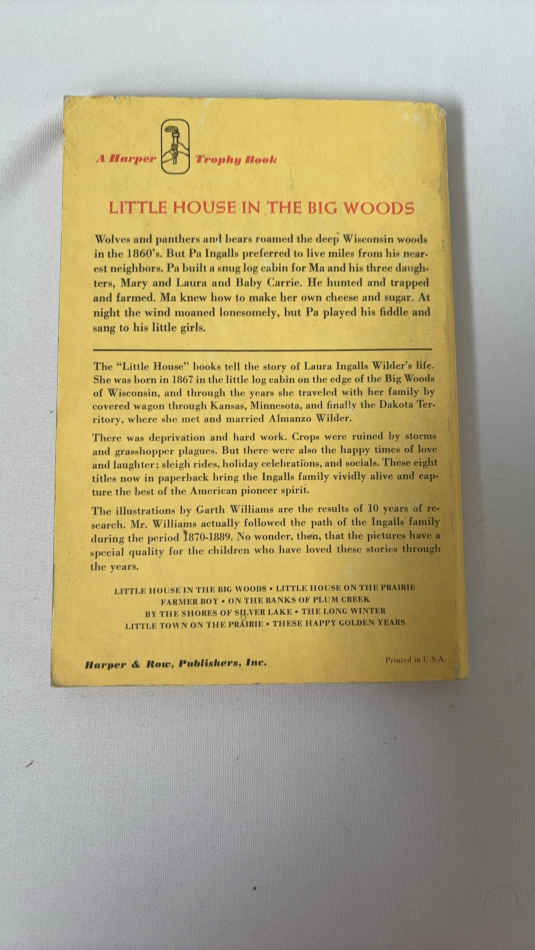 A Harper Trophy Book
LITTLE HOUSE IN THE BIG WOODS
Wolves and panthers and bears roamed the deep Wisconsin woods
in the 1860's. But Pa Ingalls preferred to live miles from his near-
est neighbors. Pa built a snug log cabin for Ma and his three daugh-
ters, Mary and Laura and Baby Carrie. He hunted and trapped
and farmed. Ma knew how to make her own cheese and sugar. At
night the wind moaned lonesomely, but Pa played his fiddle and
sang to his little girls.
The "Little House" books tell the story of Laura Ingalls Wilder's life.
She was born in 1867 in the little log cabin on the edge of the Big Woods
of Wisconsin, and through the years she traveled with her family by
covered wagon through Kansas, Minnesota, and finally the Dakota Ter-
ritory, where she met and married Almanzo Wilder.
There was deprivation and hard work. Crops were ruined by storms
and grasshopper plagues. But there were also the happy times of love
and laughter; sleigh rides, holiday celebrations, and socials. These eight
titles now in paperback bring the Ingalls family vividly alive and cap-
ture the best of the American pioneer spirit.
The illustrations by Garth Williams are the results of 10 years of re-
search. Mr. Williams actually followed the path of the Ingalls family
during the period 1870-1889. No wonder, then, that the pictures have a
special quality for the children who have loved these stories through
the years.
LITTLE HOUSE IN THE BIG WOODS • LITTLE HOUSE ON THE PRAIRIE
FARMER BOY • ON THE BANKS OF PLUM CREEK
BY THE SHORES OF SILVER LAKE • THE LONG WINTER
LITTLE TOWN ON THE PRAIRIE • THESE HAPPY GOLDEN YEARS
Harper & Row, Publishers, Inc.
Printed in U.S.A.